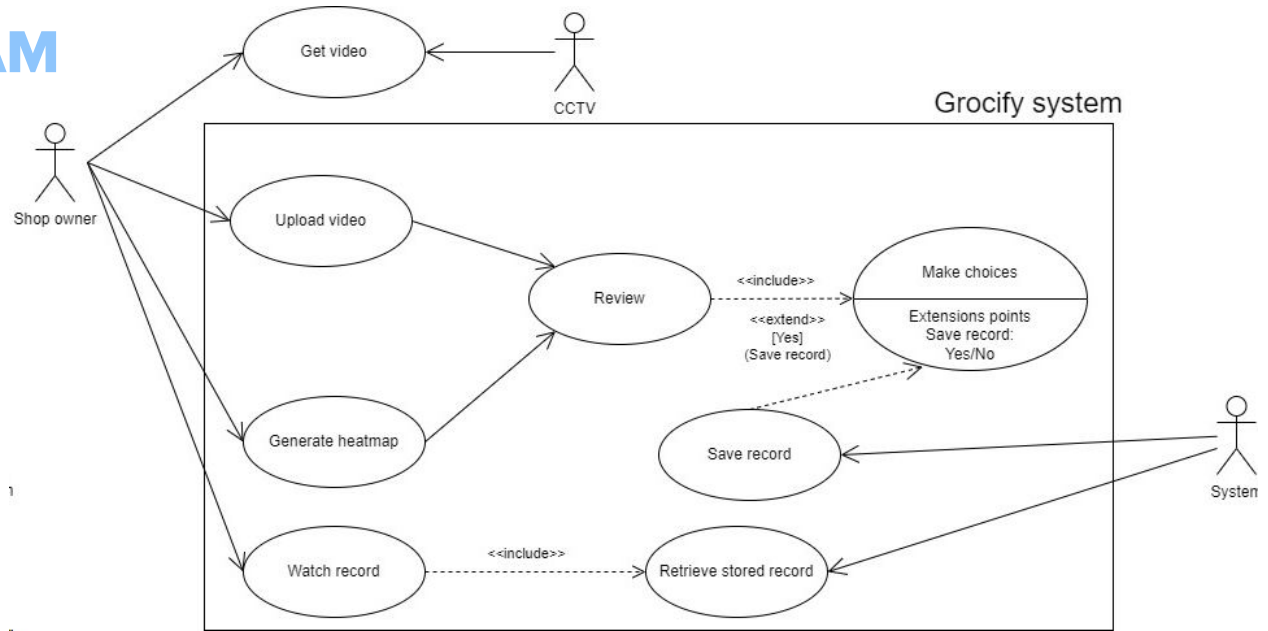 AM
Get video
CCTV
Grocify system
Shop owner
Upload video
Review
<<include>>
Make choices
<<extend>>
[Yes]
(Save record)
Extensions points
Save record:
Yes/No
Generate heatmap
Save record
System
Watch record
<<include>>
Retrieve stored record